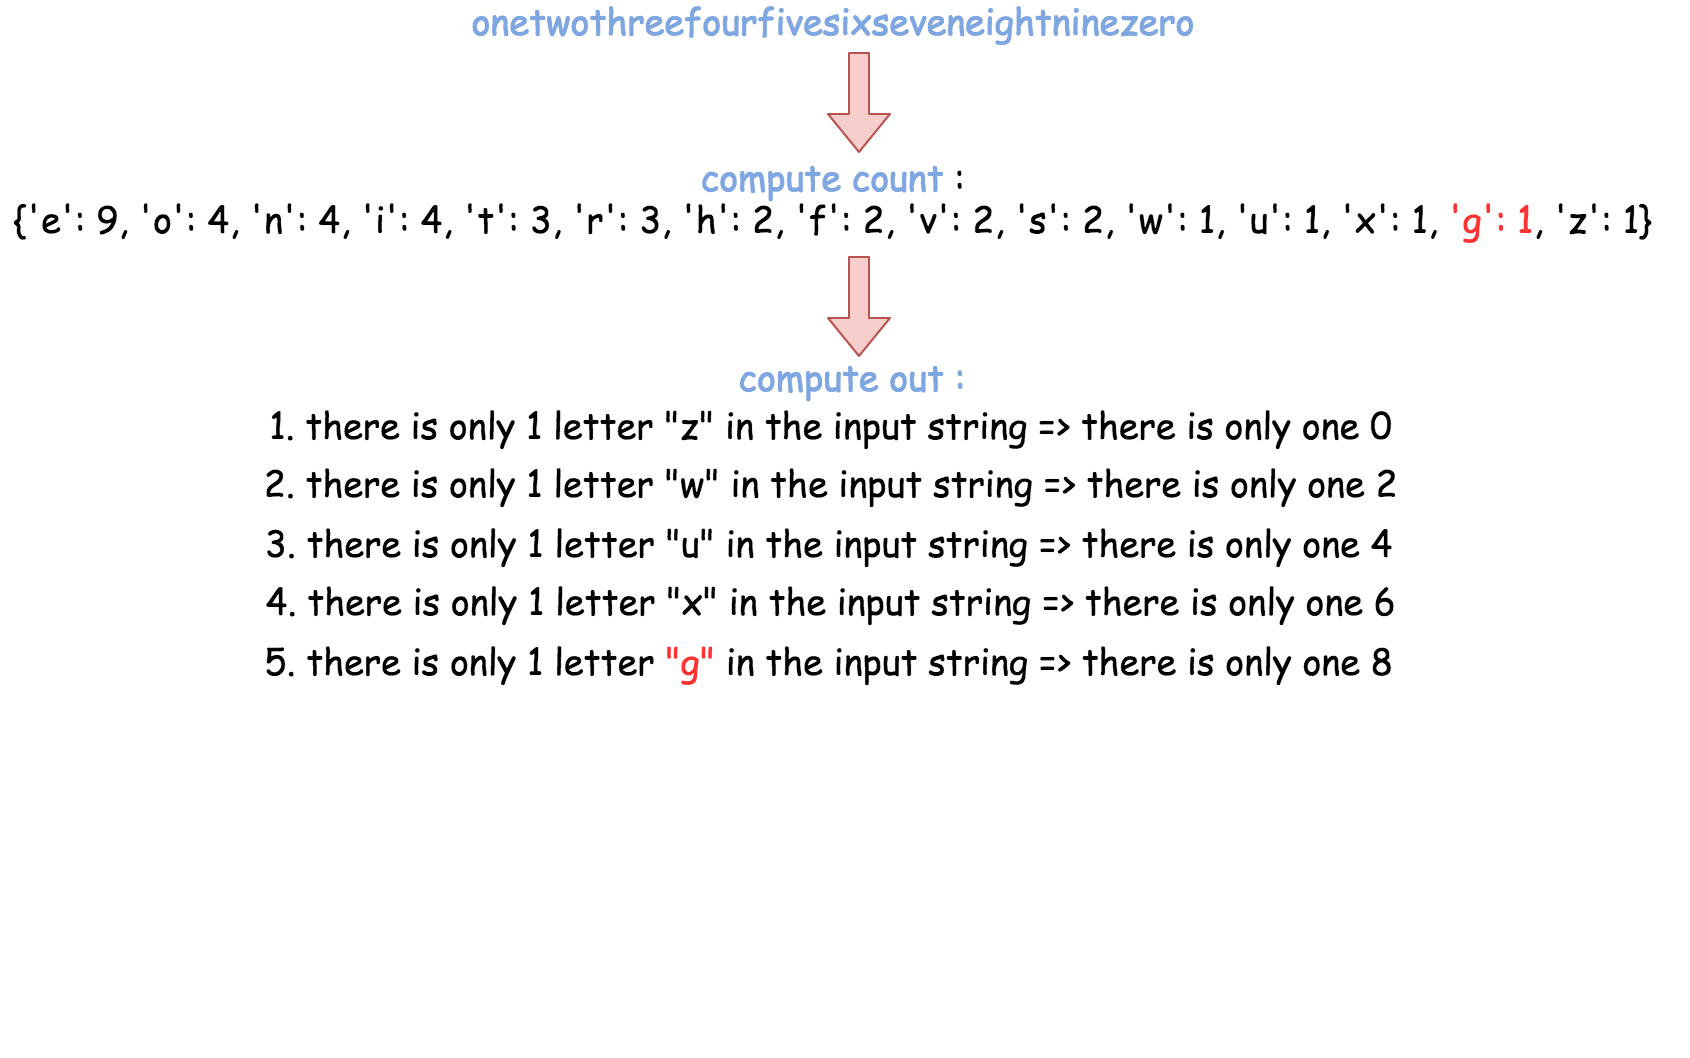 onetwothreefourfivesixseveneightninezero
compute count :
{'e': 9, 'o': 4, 'n': 4, 'i': 4, 't': 3, 'r': 3, 'h': 2, 'f': 2, 'v': 2, 's': 2, 'w': 1, 'u': 1, 'x': 1, 'g': 1, 'z': 1}
compute out :
1. there is only 1 letter "z" in the input string => there is only one 0
2. there is only 1 letter "w" in the input string => there is only one 2
3. there is only 1 letter "u" in the input string => there is only one 4
4. there is only 1 letter "x" in the input string => there is only one 6
5. there is only 1 letter "g" in the input string => there is only one 8